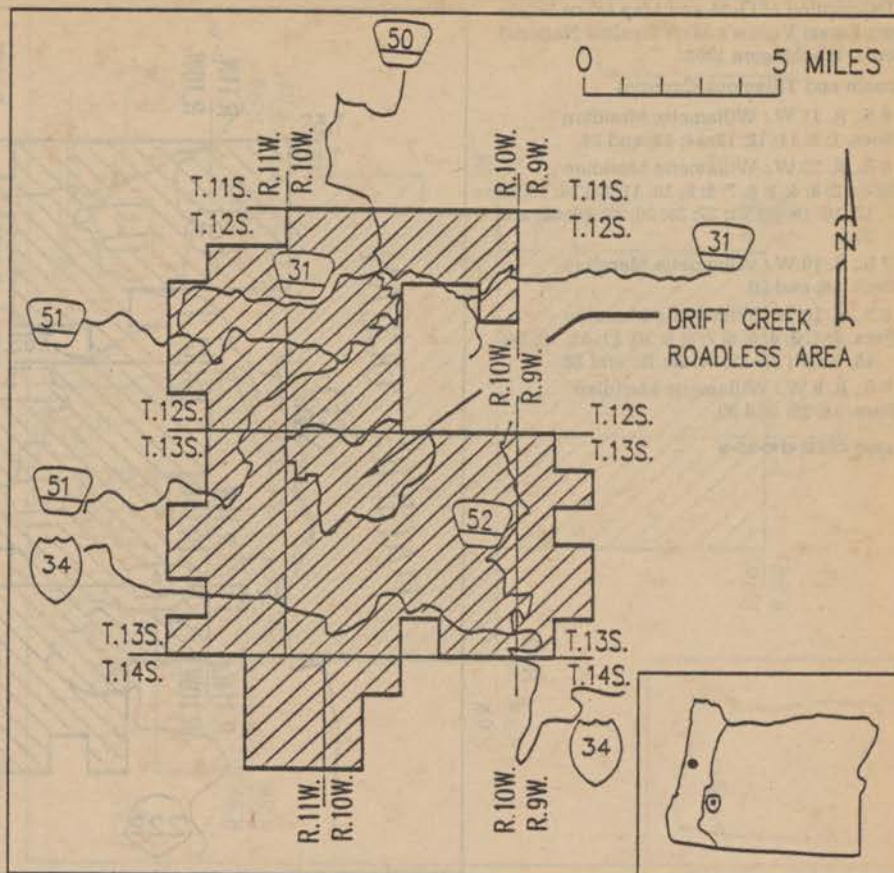 50
0 5 MILES
R.11W.
R.10W.
R.10W.
R.9W.
T.11S.
T.12S.
T.11S.
T.12S.
N
31
31
51
DRIFT CREEK
ROADLESS AREA
R.10W.
R.9W.
T.12S.
T.13S.
T.12S.
T.13S.
51
52
34
T.13S.
T.14S.
T.13S.
T.14S.
34
R.11W.
R.10W.
R.10W.
R.9W.